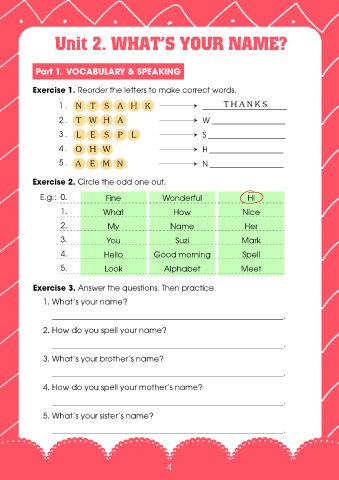 Unit 2. WHAT'S YOUR NAME?
Part 1. VOCABULARY & SPEAKING
Exercise 1. Reorder the letters to make correct words.
1. N T S A H K THANKS
2. T W H A W
3. L E S P L S
4. O H W H
5. A E M N N
Exercise 2. Circle the odd one out.
E.g.: 0. Fine Wonderful Hi
1. What How Nice
2. My Name Her
3. You Suzi Mark
4. Hello Good morning Spell
5. Look Alphabet Meet
Exercise 3. Answer the questions. Then practice.
1. What's your name?
.
2. How do you spell your name?
.
3. What's your brother's name?
.
4. How do you spell your mother's name?
.
5. What's your sister's name?
.
4